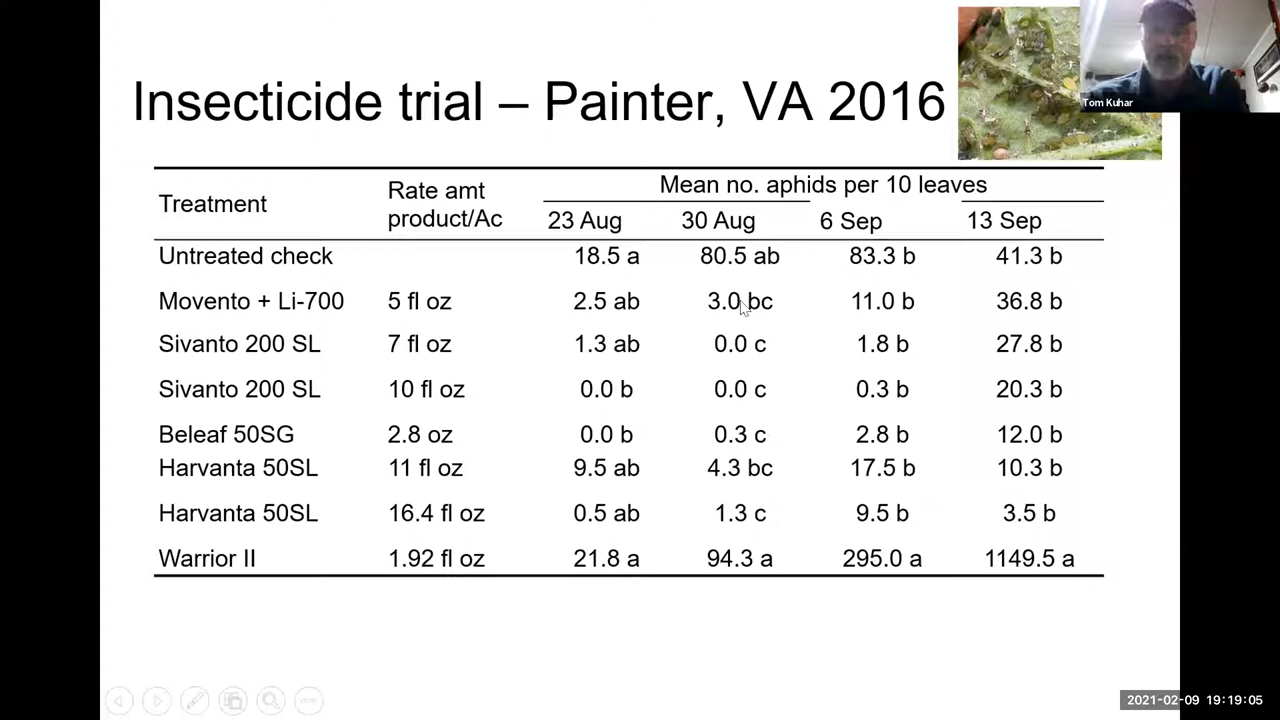 Insecticide trial – Painter, VA 2016
Tom Kuhar
Treatment Rate amt product/Ac Mean no. aphids per 10 leaves
23 Aug 30 Aug 6 Sep 13 Sep
Untreated check 18.5 a 80.5 ab 83.3 b 41.3 b
Movento + Li-700 5 fl oz 2.5 ab 3.0 bc 11.0 b 36.8 b
Sivanto 200 SL 7 fl oz 1.3 ab 0.0 c 1.8 b 27.8 b
Sivanto 200 SL 10 fl oz 0.0 b 0.0 c 0.3 b 20.3 b
Beleaf 50SG 2.8 oz 0.0 b 0.3 c 2.8 b 12.0 b
Harvanta 50SL 11 fl oz 9.5 ab 4.3 bc 17.5 b 10.3 b
Harvanta 50SL 16.4 fl oz 0.5 ab 1.3 c 9.5 b 3.5 b
Warrior II 1.92 fl oz 21.8 a 94.3 a 295.0 a 1149.5 a
2021-02-09 19:19:05